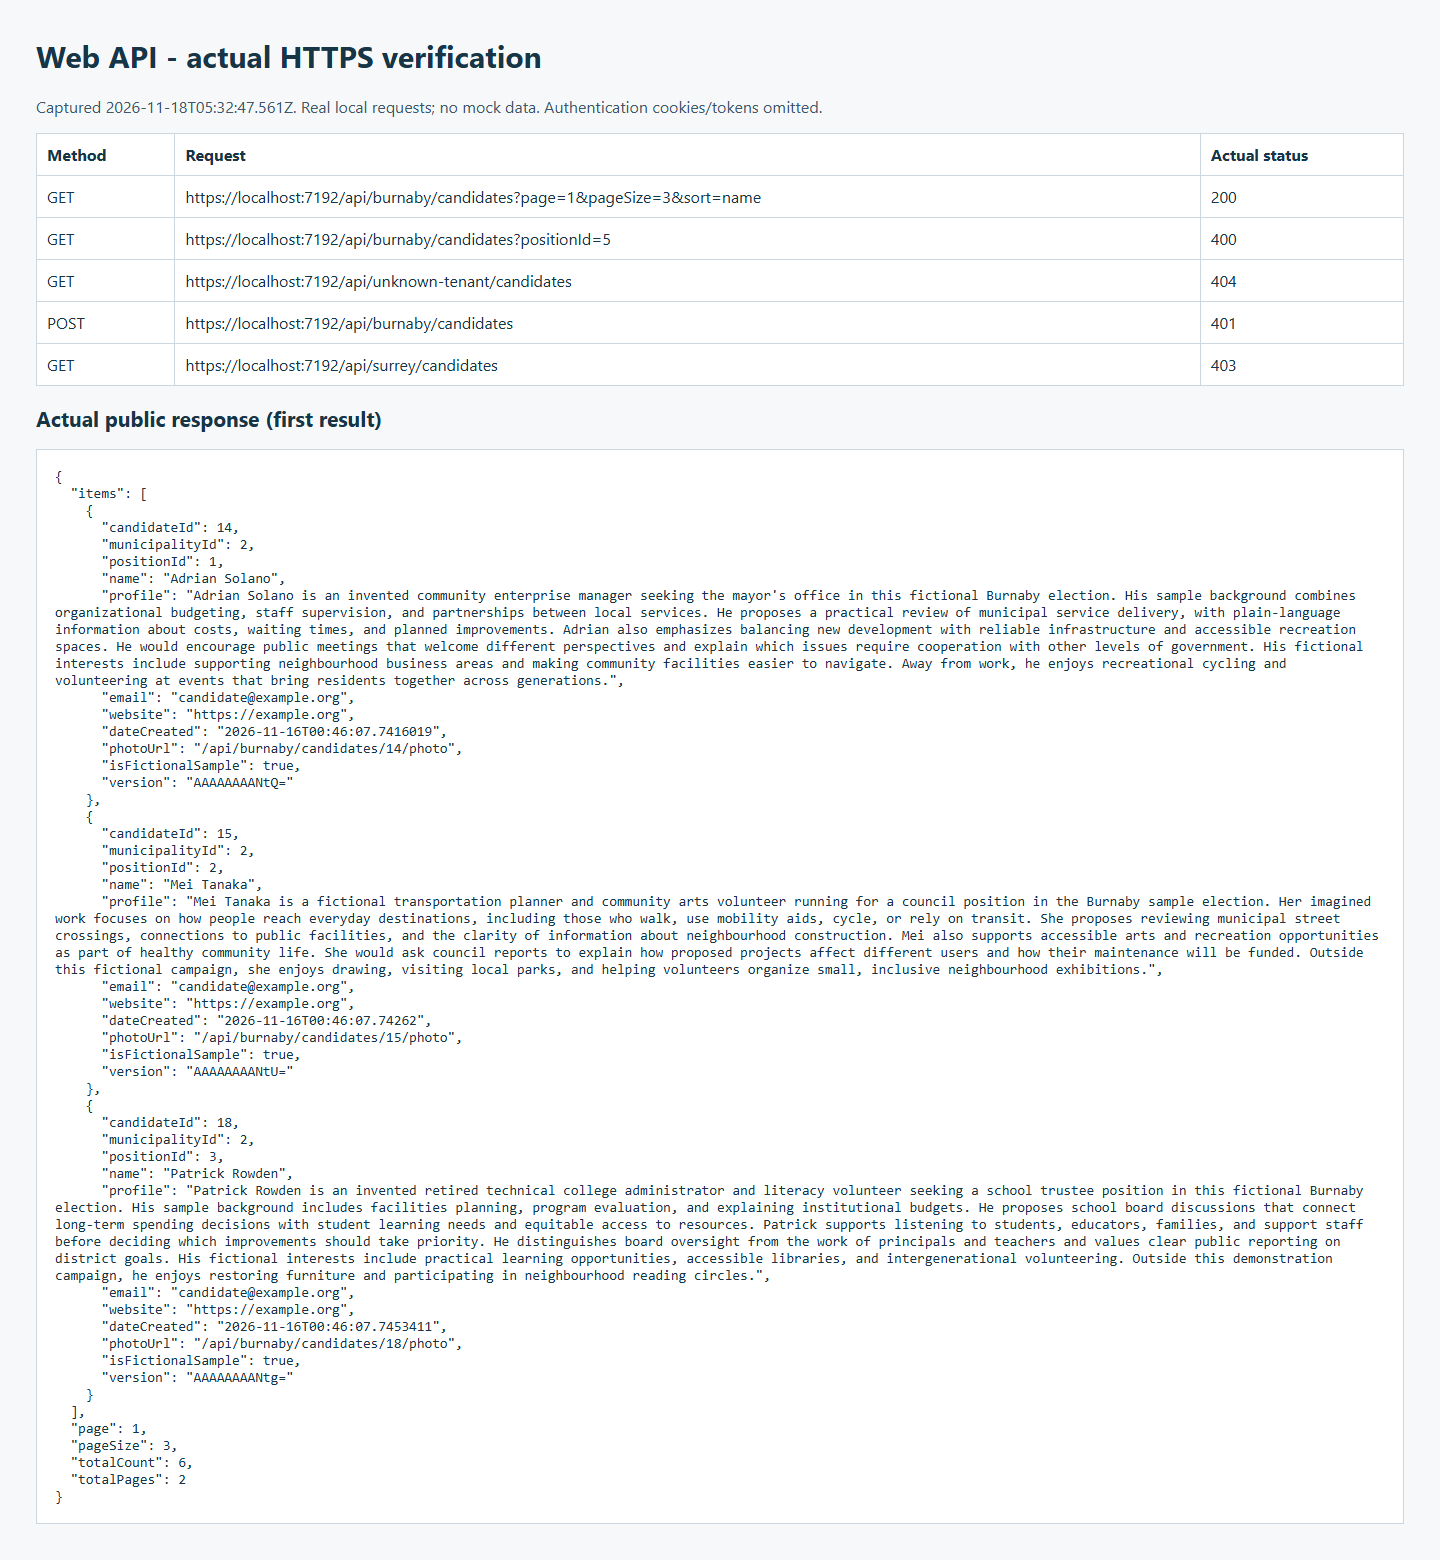 Web API - actual HTTPS verification
Captured 2026-11-18T05:32:47.561Z. Real local requests; no mock data. Authentication cookies/tokens omitted.
Method Request Actual status
GET https://localhost:7192/api/burnaby/candidates?page=1&pageSize=3&sort=name 200
GET https://localhost:7192/api/burnaby/candidates?positionId=5 400
GET https://localhost:7192/api/unknown-tenant/candidates 404
POST https://localhost:7192/api/burnaby/candidates 401
GET https://localhost:7192/api/surrey/candidates 403
Actual public response (first result)
{
  "items": [
    {
      "candidateId": 14,
      "municipalityId": 2,
      "positionId": 1,
      "name": "Adrian Solano",
      "profile": "Adrian Solano is an invented community enterprise manager seeking the mayor's office in this fictional Burnaby election. His sample background combines
organizational budgeting, staff supervision, and partnerships between local services. He proposes a practical review of municipal service delivery, with plain-language
information about costs, waiting times, and planned improvements. Adrian also emphasizes balancing new development with reliable infrastructure and accessible recreation
spaces. He would encourage public meetings that welcome different perspectives and explain which issues require cooperation with other levels of government. His fictional
interests include supporting neighbourhood business areas and making community facilities easier to navigate. Away from work, he enjoys recreational cycling and
volunteering at events that bring residents together across generations.",
      "email": "candidate@example.org",
      "website": "https://example.org",
      "dateCreated": "2026-11-16T00:46:07.7416019",
      "photoUrl": "/api/burnaby/candidates/14/photo",
      "isFictionalSample": true,
      "version": "AAAAAAAANtQ="
    },
    {
      "candidateId": 15,
      "municipalityId": 2,
      "positionId": 2,
      "name": "Mei Tanaka",
      "profile": "Mei Tanaka is a fictional transportation planner and community arts volunteer running for a council position in the Burnaby sample election. Her imagined
work focuses on how people reach everyday destinations, including those who walk, use mobility aids, cycle, or rely on transit. She proposes reviewing municipal street
crossings, connections to public facilities, and the clarity of information about neighbourhood construction. Mei also supports accessible arts and recreation opportunities
as part of healthy community life. She would ask council reports to explain how proposed projects affect different users and how their maintenance will be funded. Outside
this fictional campaign, she enjoys drawing, visiting local parks, and helping volunteers organize small, inclusive neighbourhood exhibitions.",
      "email": "candidate@example.org",
      "website": "https://example.org",
      "dateCreated": "2026-11-16T00:46:07.74262",
      "photoUrl": "/api/burnaby/candidates/15/photo",
      "isFictionalSample": true,
      "version": "AAAAAAAANtU="
    },
    {
      "candidateId": 18,
      "municipalityId": 2,
      "positionId": 3,
      "name": "Patrick Rowden",
      "profile": "Patrick Rowden is an invented retired technical college administrator and literacy volunteer seeking a school trustee position in this fictional Burnaby
election. His sample background includes facilities planning, program evaluation, and explaining institutional budgets. He proposes school board discussions that connect
long-term spending decisions with student learning needs and equitable access to resources. Patrick supports listening to students, educators, families, and support staff
before deciding which improvements should take priority. He distinguishes board oversight from the work of principals and teachers and values clear public reporting on
district goals. His fictional interests include practical learning opportunities, accessible libraries, and intergenerational volunteering. Outside this demonstration
campaign, he enjoys restoring furniture and participating in neighbourhood reading circles.",
      "email": "candidate@example.org",
      "website": "https://example.org",
      "dateCreated": "2026-11-16T00:46:07.7453411",
      "photoUrl": "/api/burnaby/candidates/18/photo",
      "isFictionalSample": true,
      "version": "AAAAAAAANtg="
    }
  ],
  "page": 1,
  "pageSize": 3,
  "totalCount": 6,
  "totalPages": 2
}